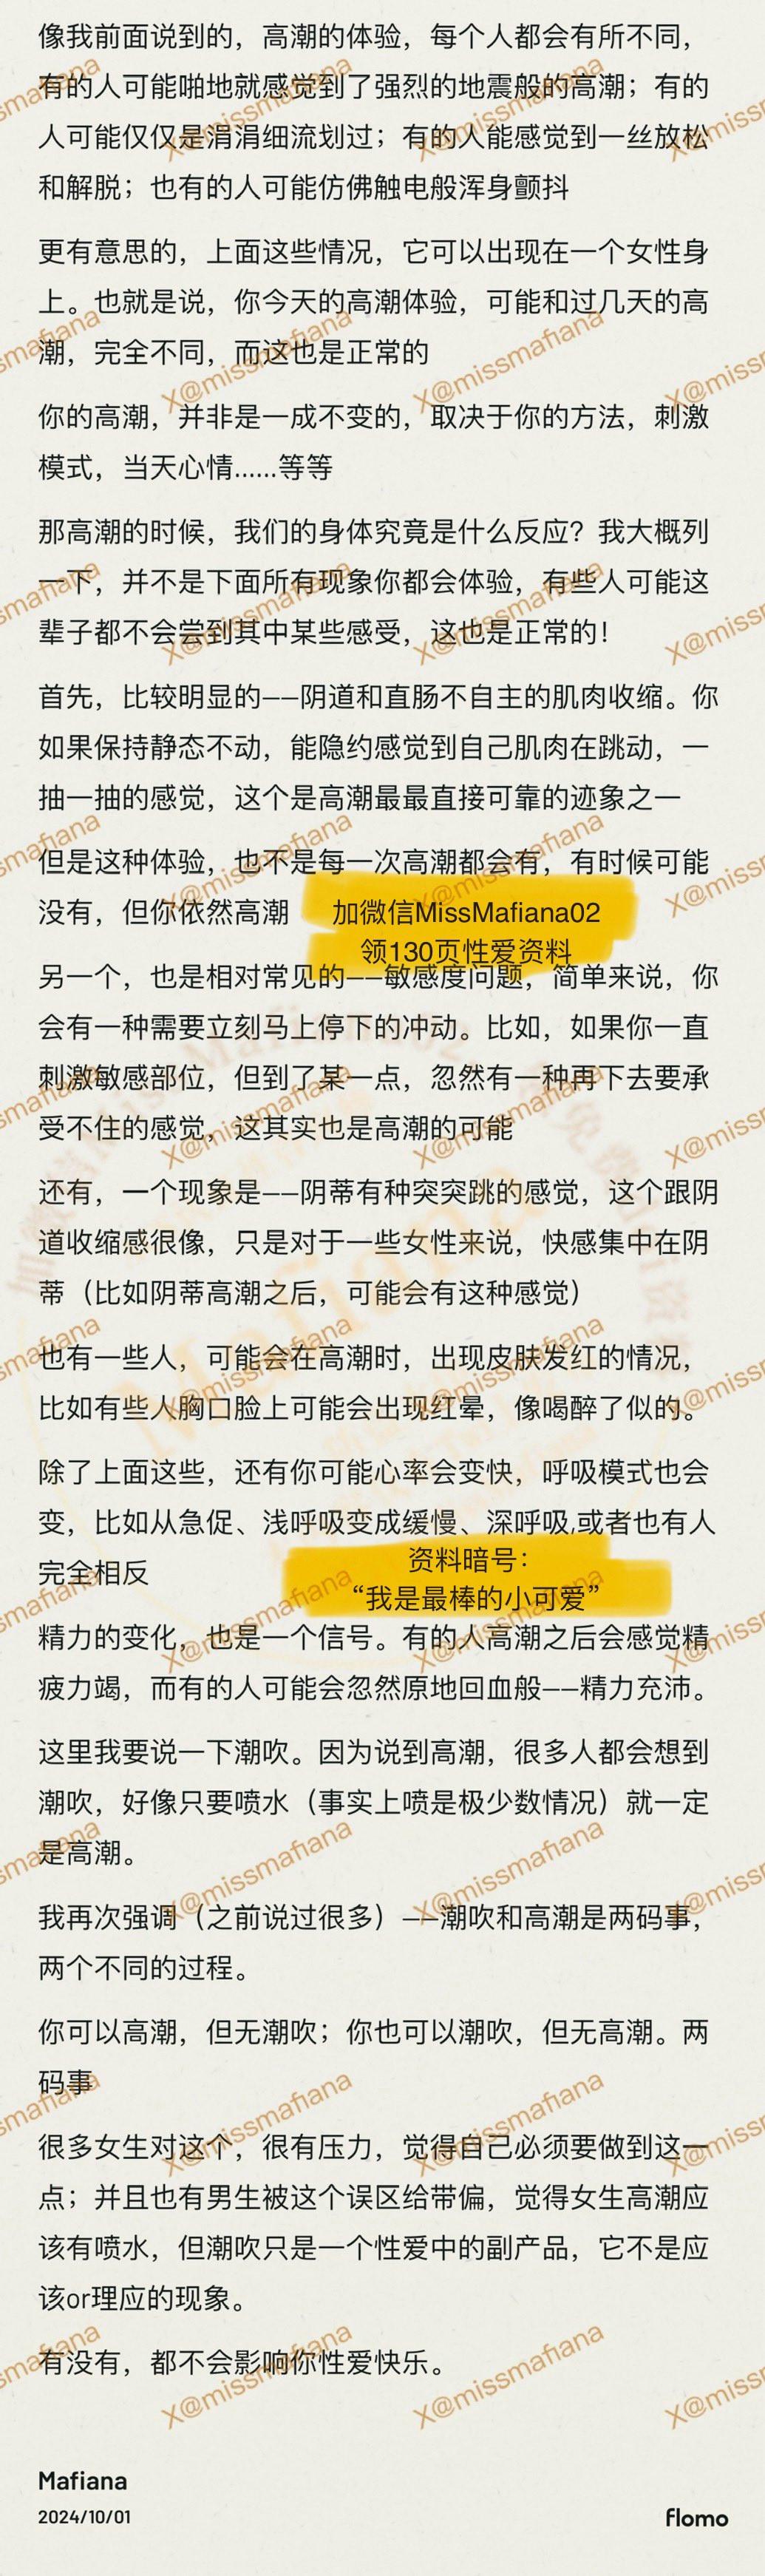 像我前面说到的，高潮的体验，每个人都会有所不同，
有的人可能啪地就感觉到了强烈的地震般的高潮；有的
人可能仅仅是涓涓细流划过；有的人能感觉到一丝放松
和解脱；也有的人可能仿佛触电般浑身颤抖
更有意思的，上面这些情况，它可以出现在一个女性身
上。也就是说，你今天的高潮体验，可能和过几天的高
潮，完全不同，而这也是正常的
你的高潮，并非是一成不变的，取决于你的方法，刺激
模式，当天心情......等等
那高潮的时候，我们的身体究竟是什么反应？我大概列
一下，并不是下面所有现象你都会体验，有些人可能这
辈子都不会尝到其中某些感受，这也是正常的！
首先，比较明显的——阴道和直肠不自主的肌肉收缩。你
如果保持静态不动，能隐约感觉到自己肌肉在跳动，一
抽一抽的感觉，这个是高潮最最直接可靠的迹象之一
但是这种体验，也不是每一次高潮都会有，有时候可能
没有，但你依然高潮
加微信MissMafiana02
领130页性爱资料
另一个，也是相对常见的——敏感度问题，简单来说，你
会有一种需要立刻马上停下的冲动。比如，如果你一直
刺激敏感部位，但到了某一点，忽然有一种再下去要承
受不住的感觉，这其实也是高潮的可能
还有，一个现象是——阴蒂有种突突跳的感觉，这个跟阴
道收缩感很像，只是对于一些女性来说，快感集中在阴
蒂（比如阴蒂高潮之后，可能会有这种感觉）
也有一些人，可能会在高潮时，出现皮肤发红的情况，
比如有些人胸口脸上可能会出现红晕，像喝醉了似的。
除了上面这些，还有你可能心率会变快，呼吸模式也会
变，比如从急促、浅呼吸变成缓慢、深呼吸,或者也有人
完全相反
资料暗号：
“我是最棒的小可爱”
精力的变化，也是一个信号。有的人高潮之后会感觉精
疲力竭，而有的人可能会忽然原地回血般——精力充沛。
这里我要说一下潮吹。因为说到高潮，很多人都会想到
潮吹，好像只要喷水（事实上喷是极少数情况）就一定
是高潮。
我再次强调（之前说过很多）——潮吹和高潮是两码事，
两个不同的过程。
你可以高潮，但无潮吹；你也可以潮吹，但无高潮。两
码事
很多女生对这个，很有压力，觉得自己必须要做到这一
点；并且也有男生被这个误区给带偏，觉得女生高潮应
该有喷水，但潮吹只是一个性爱中的副产品，它不是应
该or理应的现象。
有没有，都不会影响你性爱快乐。
Mafiana
2024/10/01
flomo
X@missmafiana